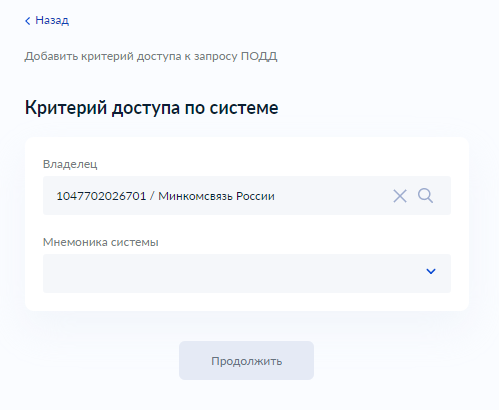 Назад
Добавить критерий доступа к запросу ПОДД
Критерий доступа по системе
Владелец
1047702026701 / Минкомсвязь России
Мнемоника системы
Продолжить